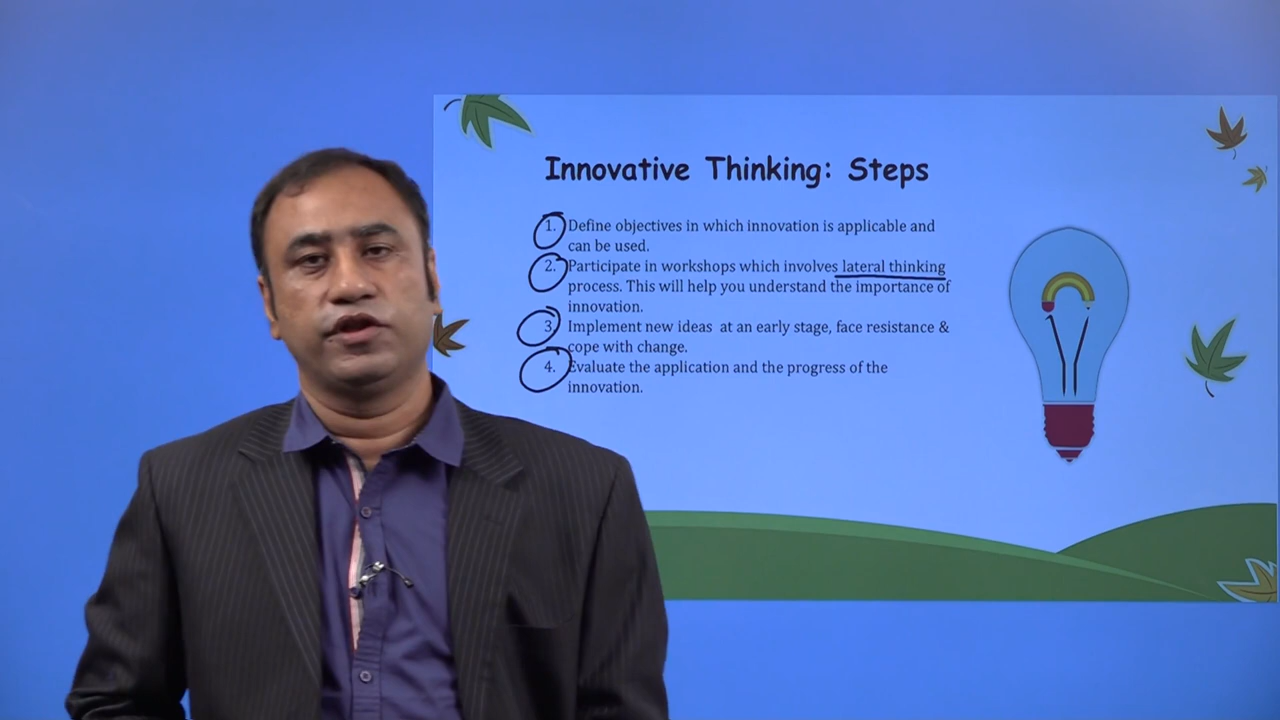 Innovative Thinking: Steps
1. Define objectives in which innovation is applicable and
can be used.
2. Participate in workshops which involves lateral thinking
process. This will help you understand the importance of
innovation.
3. Implement new ideas at an early stage, face resistance &
cope with change.
4. Evaluate the application and the progress of the
innovation.